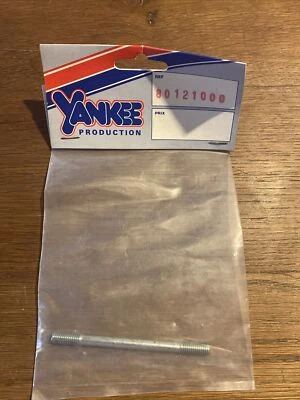 YANKEE
PRODUCTION
REF
80121000
PRIX